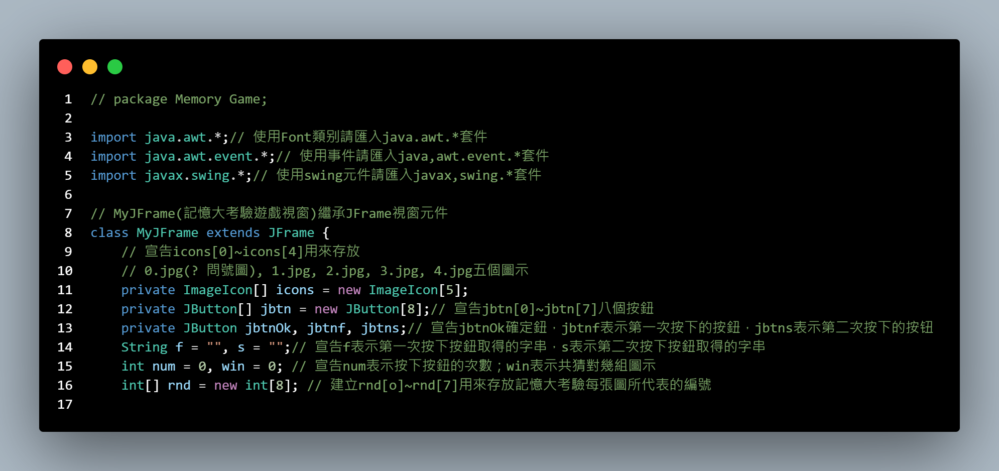 1 // package Memory Game;
2
3 import java.awt.*;// 使用Font類别請匯入java.awt.*套件
4 import java.awt.event.*;// 使用事件請匯入java,awt.event.*套件
5 import javax.swing.*;// 使用swing元件請匯入javax,swing.*套件
6
7 // MyJFrame(記憶大考驗遊戲視窗)繼承JFrame視窗元件
8 class MyJFrame extends JFrame {
9     // 宣告icons[0]~icons[4]用來存放
10     // 0.jpg(? 問號圖), 1.jpg, 2.jpg, 3.jpg, 4.jpg五個圖示
11     private ImageIcon[] icons = new ImageIcon[5];
12     private JButton[] jbtn = new JButton[8];// 宣告jbtn[0]~jbtn[7]八個按鈕
13     private JButton jbtnOk, jbtnf, jbtns;// 宣告jbtnOk確定鈕，jbtnf表示第一次按下的按鈕，jbtns表示第二次按下的按钮
14     String f = "", s = "";// 宣告f表示第一次按下按鈕取得的字串，s表示第二次按下按鈕取得的字串
15     int num = 0, win = 0; // 宣告num表示按下按鈕的次數；win表示共猜對幾組圖示
16     int[] rnd = new int[8]; // 建立rnd[o]~rnd[7]用來存放記憶大考驗每張圖所代表的編號
17